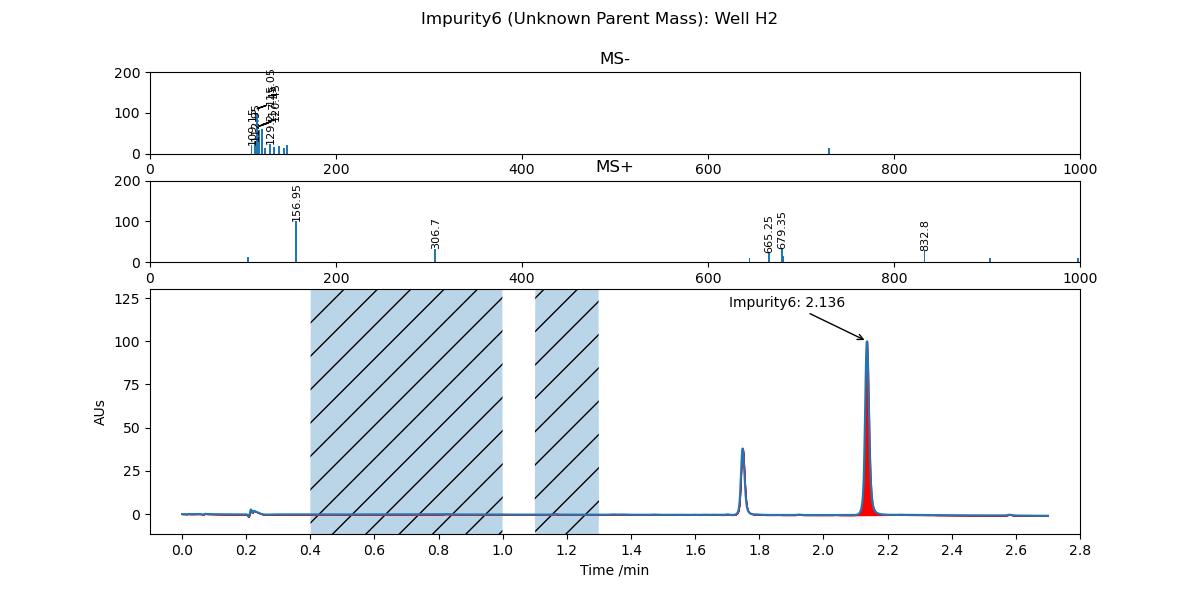 Impurity6 (Unknown Parent Mass): Well H2
MS-
200
100
0
0 200 400 600 800 1000
MS+
200
100
0
156.95
306.7
665.25
679.35
832.8
0 200 400 600 800 1000
125
100
75
50
25
0
AUs
Impurity6: 2.136
0.0 0.2 0.4 0.6 0.8 1.0 1.2 1.4 1.6 1.8 2.0 2.2 2.4 2.6 2.8
Time /min